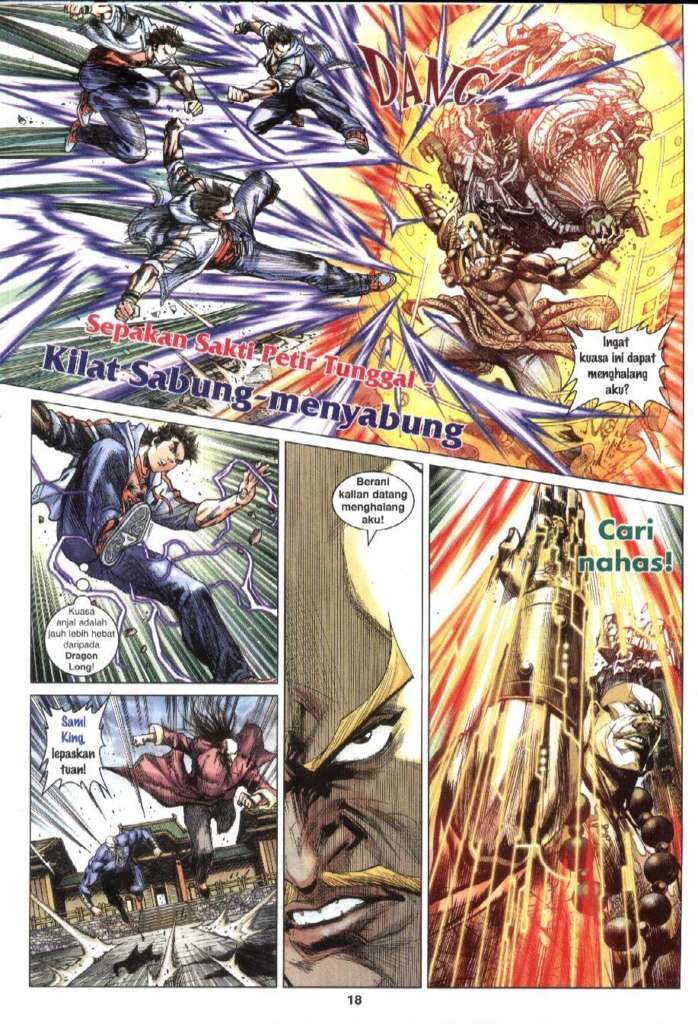 DANG!
Sepakan Sakti Petir Tunggal -
Kilat Sabung-menyabung
Ingat
kuasa ini dapat
menghalang
aku?
Kuasa
anjal adalah
jauh lebih hebat
daripada
Dragon
Long!
Berani
kalian datang
menghalang
aku!
Cari
nahas!
Sami
King,
lepaskan
tuan!
18